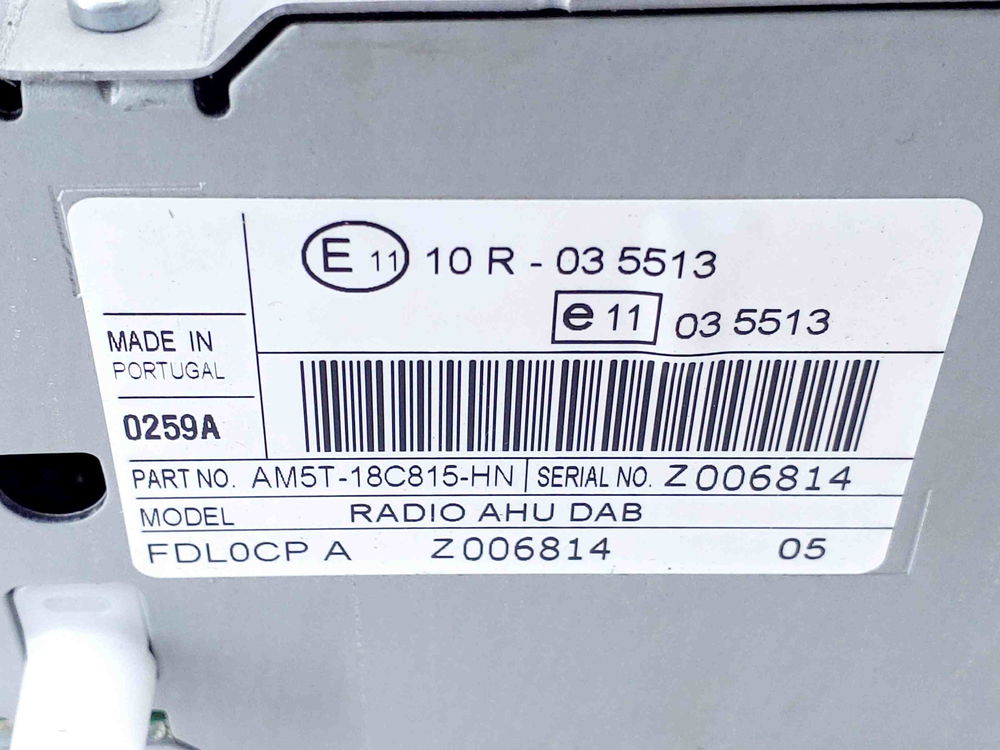 E 11 10 R - 03 5513
e 11 03 5513
MADE IN
PORTUGAL
0259A
PART NO. AM5T-18C815-HN SERIAL NO. Z006814
MODEL RADIO AHU DAB
FDL0CP A Z006814 05